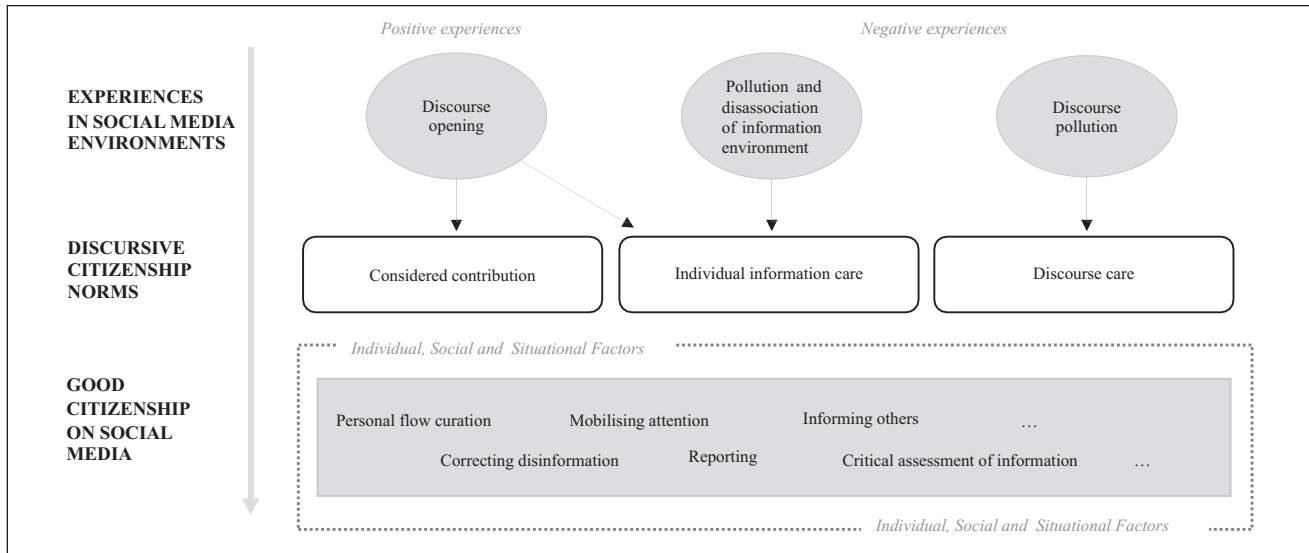 Positive experiences
Negative experiences
EXPERIENCES
IN SOCIAL MEDIA
ENVIRONMENTS
Discourse
opening
Pollution and
disassociation
of information
environment
Discourse
pollution
DISCURSIVE
CITIZENSHIP
NORMS
Considered contribution
Individual information care
Discourse care
Individual, Social and Situational Factors
GOOD
CITIZENSHIP
ON SOCIAL
MEDIA
Personal flow curation
Mobilising attention
Informing others
…
Correcting disinformation
Reporting
Critical assessment of information
…
Individual, Social and Situational Factors